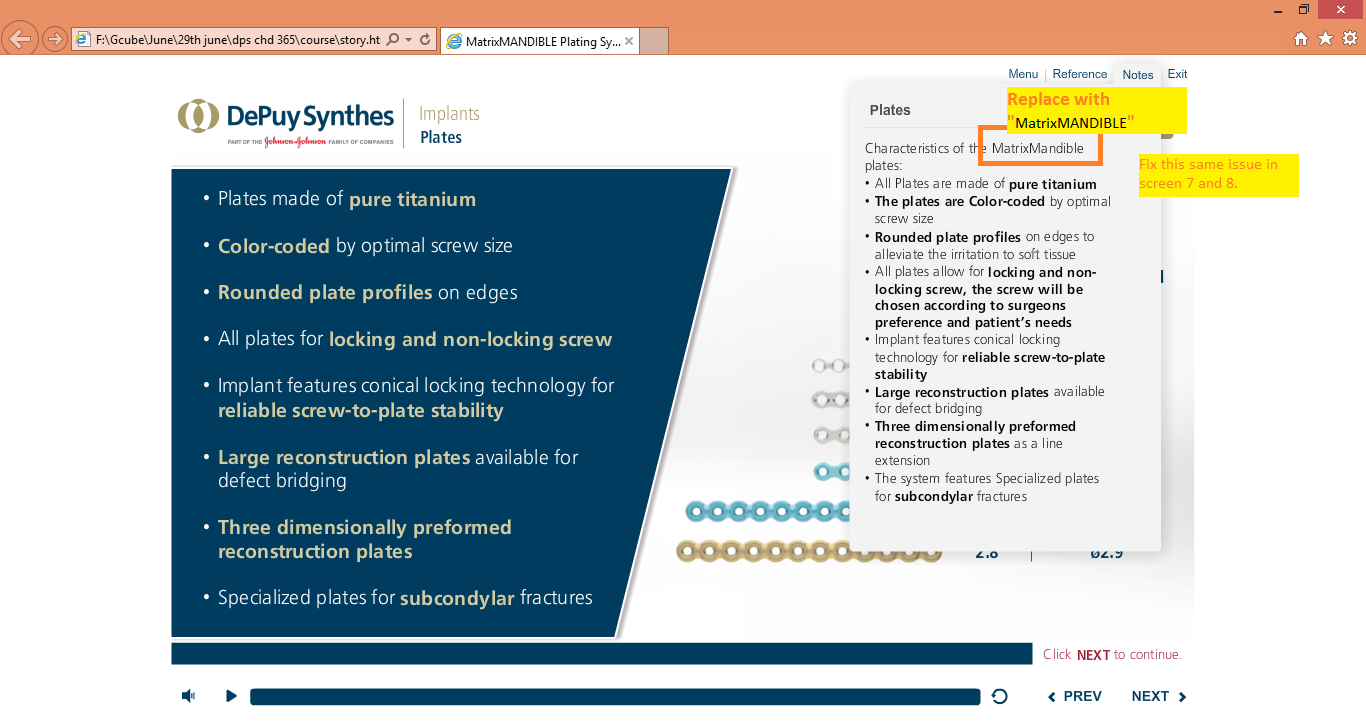 F:\Gcube\June\29th june\dps chd 365\course\story.ht
MatrixMANDIBLE Plating Sy...
Menu | Reference Notes Exit
DePuy Synthes
PART OF THE Johnson-Johnson FAMILY OF COMPANIES
Implants
Plates
• Plates made of pure titanium
• Color-coded by optimal screw size
• Rounded plate profiles on edges
• All plates for locking and non-locking screw
• Implant features conical locking technology for
reliable screw-to-plate stability
• Large reconstruction plates available for
defect bridging
• Three dimensionally preformed
reconstruction plates
• Specialized plates for subcondylar fractures
Plates
Replace with
"MatrixMANDIBLE"
Characteristics of the MatrixMandible
plates:
• All Plates are made of pure titanium
• The plates are Color-coded by optimal
screw size
• Rounded plate profiles on edges to
alleviate the irritation to soft tissue
• All plates allow for locking and non-
locking screw, the screw will be
chosen according to surgeons
preference and patient's needs
• Implant features conical locking
technology for reliable screw-to-plate
stability
• Large reconstruction plates available
for defect bridging
• Three dimensionally preformed
reconstruction plates as a line
extension
• The system features Specialized plates
for subcondylar fractures
Fix this same issue in
screen 7 and 8.
2.8 | ø2.9
Click NEXT to continue.
PREV NEXT